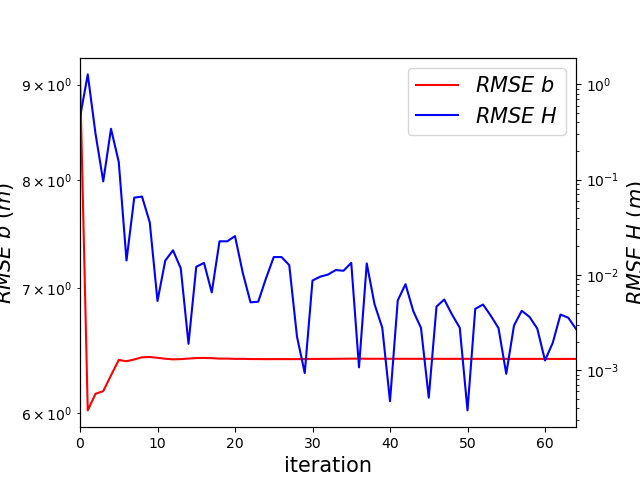 RMSE b
RMSE H
9 × 10⁰
8 × 10⁰
7 × 10⁰
6 × 10⁰
RMSE b (m)
10⁰
10⁻¹
10⁻²
10⁻³
RMSE H (m)
0 10 20 30 40 50 60
iteration